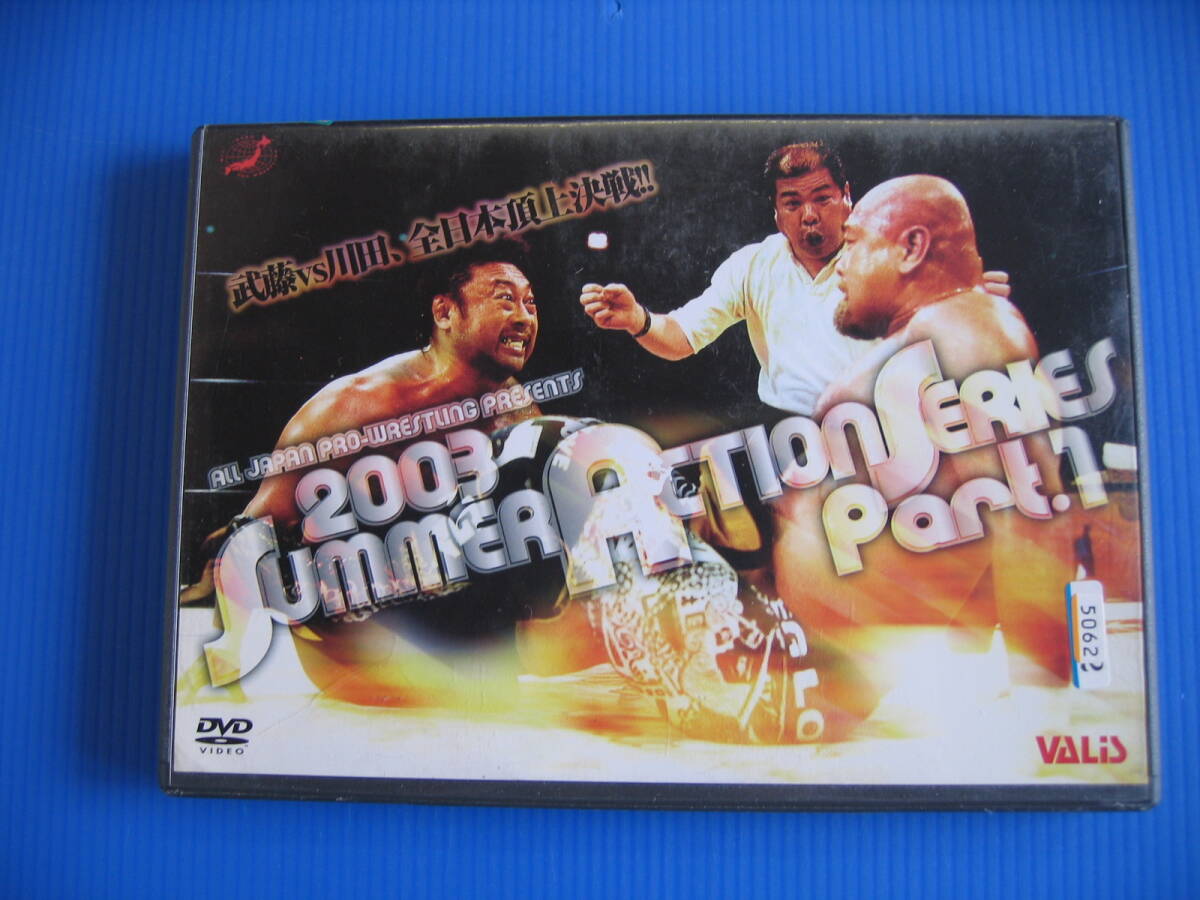 武藤vs川田、全日本頂上決戦!!
ALL JAPAN PRO-WRESTLING PRESENTS
2003
SUMMER ACTION SERIES
Part.1
DVD
VIDEO
VALiS